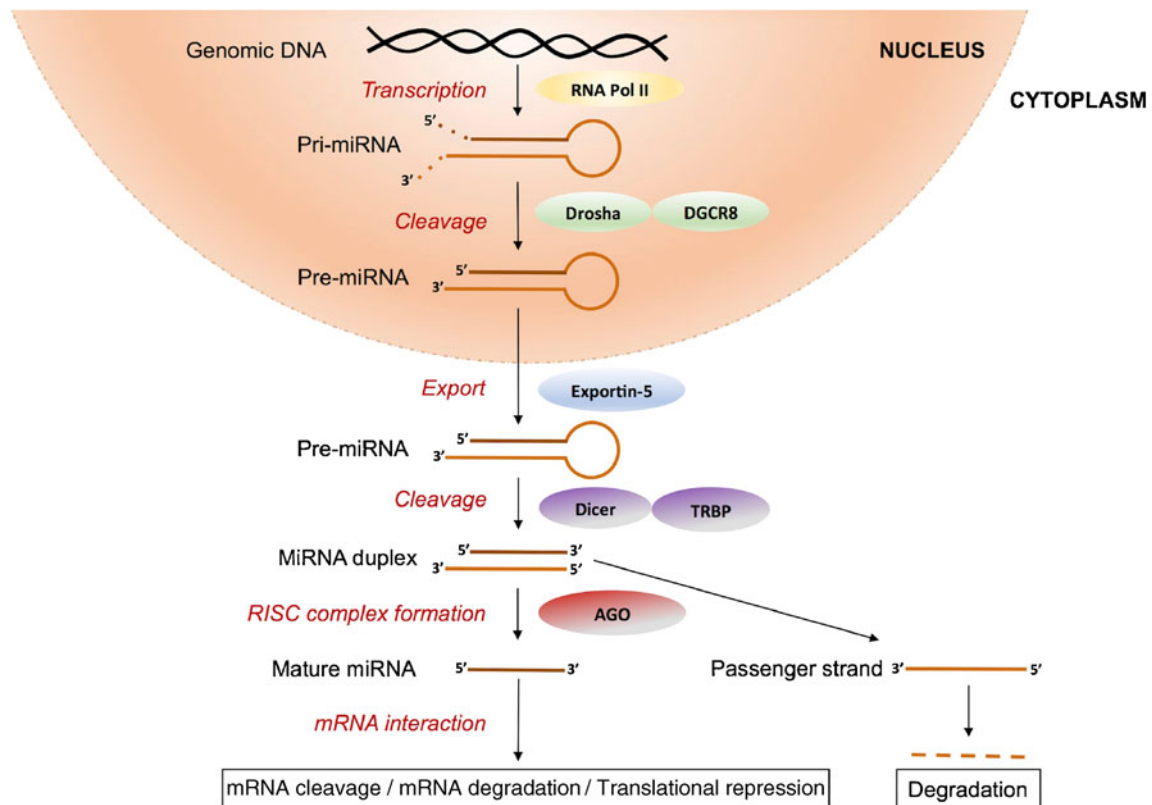 Genomic DNA
NUCLEUS
CYTOPLASM
Transcription
RNA Pol II
5’
Pri-miRNA
3’
Cleavage
Drosha
DGCR8
Pre-miRNA
5’
3’
Export
Exportin-5
Pre-miRNA
5’
3’
Cleavage
Dicer
TRBP
MiRNA duplex
5’ 3’
3’ 5’
RISC complex formation
AGO
Mature miRNA
5’ 3’
Passenger strand
3’ 5’
mRNA interaction
mRNA cleavage / mRNA degradation / Translational repression
Degradation